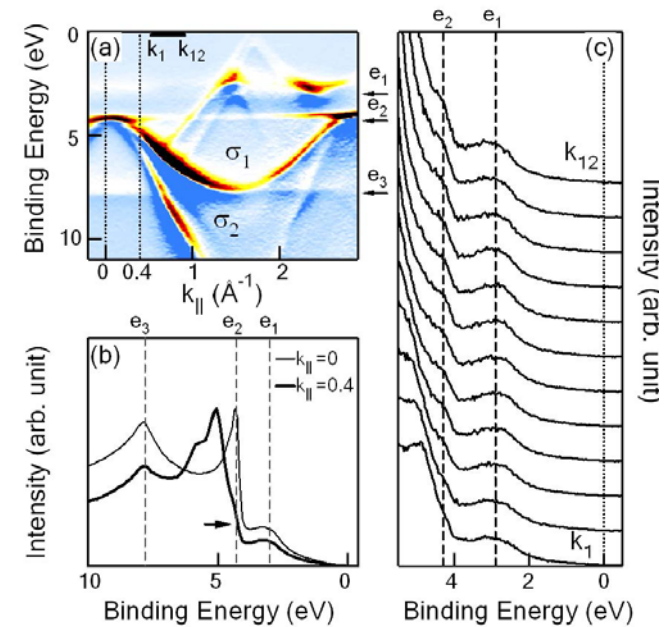 (a)
0
5
10
Binding Energy (eV)
k₁ k₁₂
σ₁
σ₂
e₁
e₂
e₃
0 0.4 1 2
k|| (Å⁻¹)
(b)
e₃ e₂ e₁
k||=0
k||=0.4
Intensity (arb. unit)
10 5 0
Binding Energy (eV)
e₂ e₁
(c)
k₁₂
k₁
Intensity (arb. unit)
4 2 0
Binding Energy (eV)